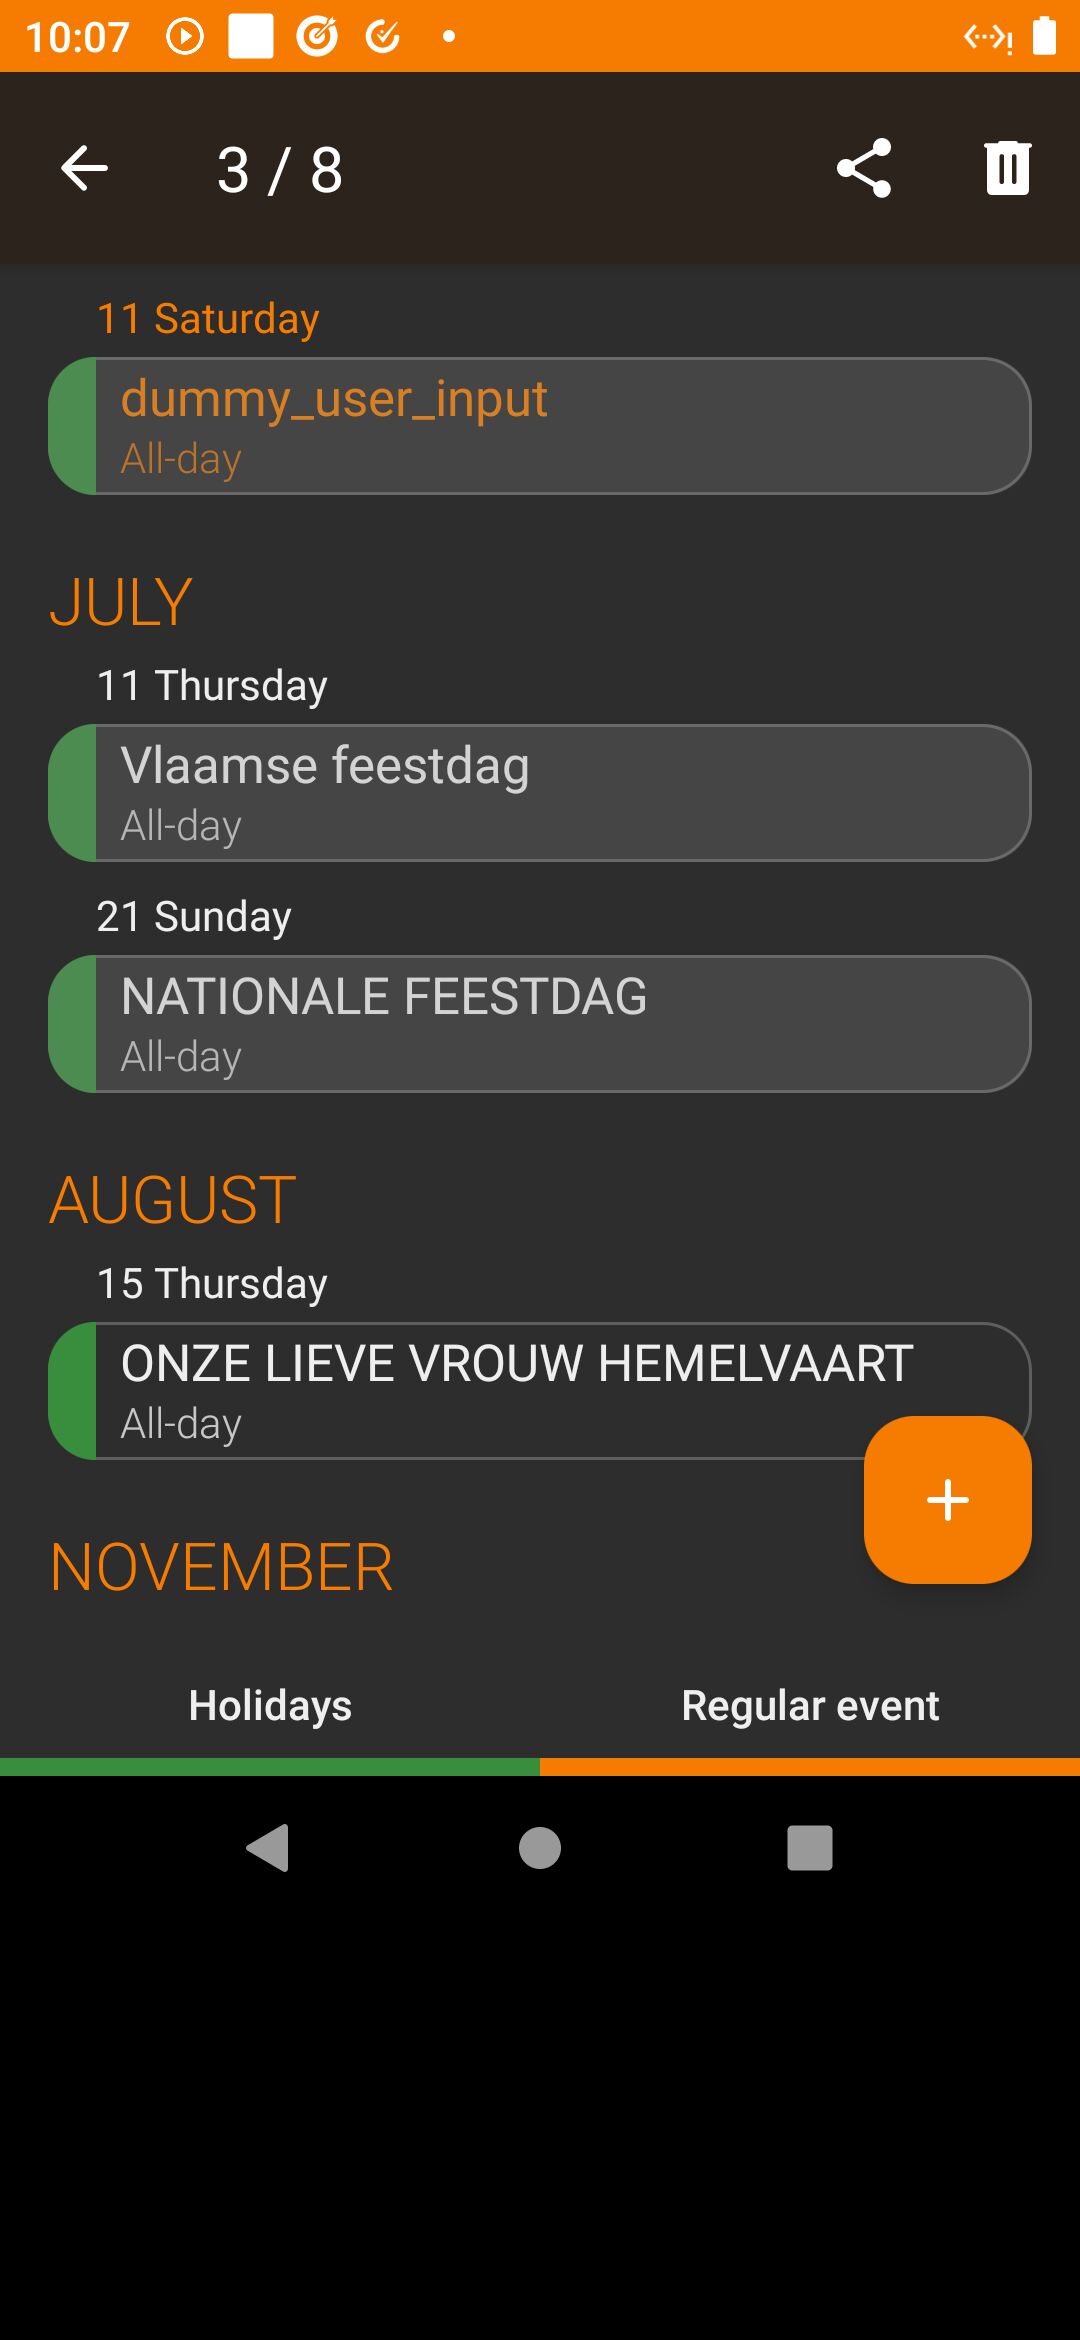 10:07
3 / 8
11 Saturday
dummy_user_input
All-day
JULY
11 Thursday
Vlaamse feestdag
All-day
21 Sunday
NATIONALE FEESTDAG
All-day
AUGUST
15 Thursday
ONZE LIEVE VROUW HEMELVAART
All-day
NOVEMBER
Holidays
Regular event